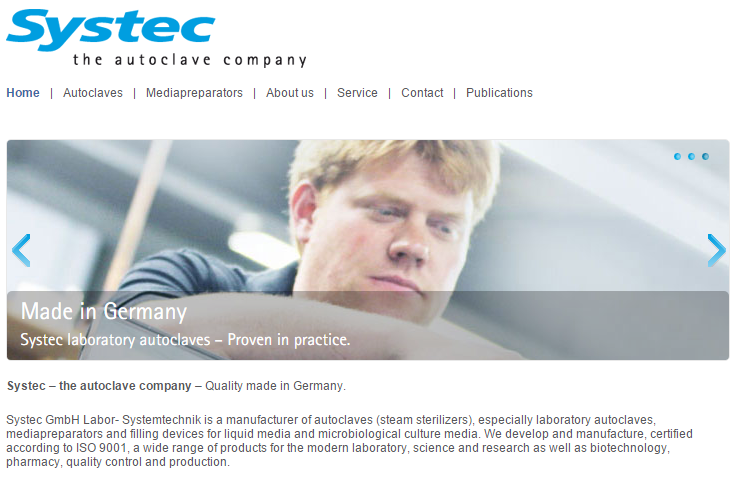 Systec
the autoclave company
Home | Autoclaves | Mediapreparators | About us | Service | Contact | Publications
Made in Germany
Systec laboratory autoclaves – Proven in practice.
Systec – the autoclave company – Quality made in Germany.
Systec GmbH Labor- Systemtechnik is a manufacturer of autoclaves (steam sterilizers), especially laboratory autoclaves,
mediapreparators and filling devices for liquid media and microbiological culture media. We develop and manufacture, certified
according to ISO 9001, a wide range of products for the modern laboratory, science and research as well as biotechnology,
pharmacy, quality control and production.